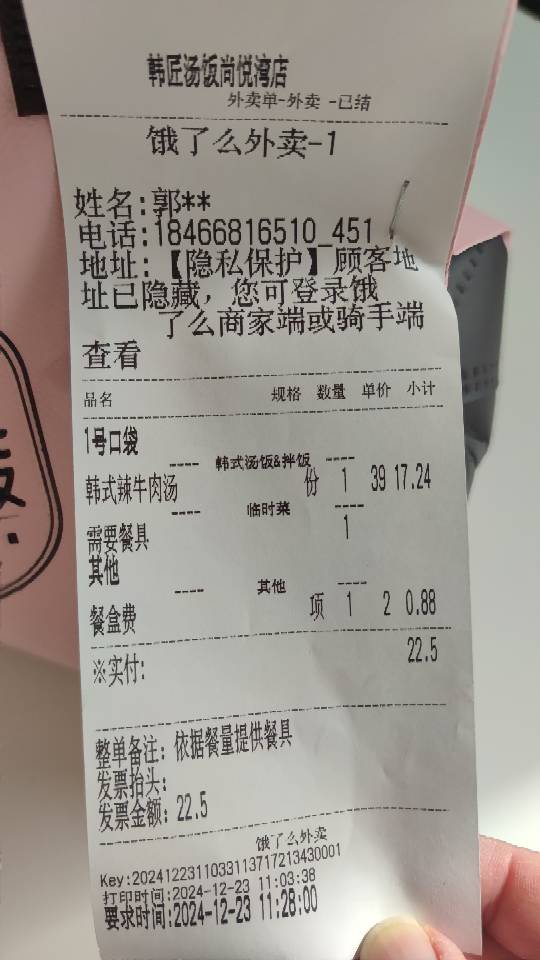 韩匠汤饭尚悦湾店
外卖单-外卖 -已结
饿了么外卖-1
姓名:郭**
电话:18466816510_451
地址:【隐私保护】顾客地
址已隐藏，您可登录饿
了么商家端或骑手端
查看
品名 规格 数量 单价 小计
1号口袋
---- 韩式汤饭&拌饭 ----
韩式辣牛肉汤 份 1 39 17.24
---- 临时菜 ----
需要餐具 1
其他
---- 其他 ----
餐盒费 项 1 2 0.88
※实付: 22.5
整单备注: 依据餐量提供餐具
发票抬头:
发票金额: 22.5
饿了么外卖
Key:2024122311033113717213430001
打印时间:2024-12-23 11:03:38
要求时间:2024-12-23 11:28:00